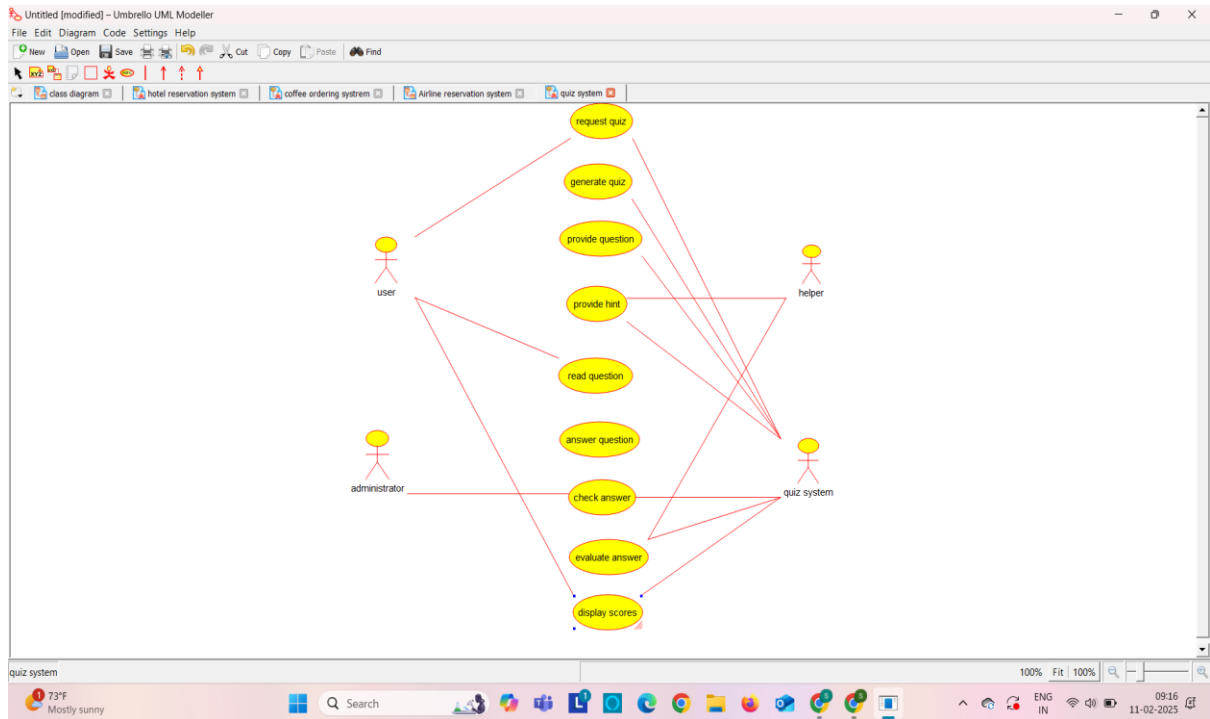 Untitled [modified] – Umbrello UML Modeller
File Edit Diagram Code Settings Help
New Open Save Cut Copy Paste Find
XYZ
class diagram hotel reservation system coffee ordering systrem Airline reservation system quiz system
request quiz
generate quiz
provide question
user
helper
provide hint
read question
answer question
administrator
check answer
quiz system
evaluate answer
display scores
quiz system
100% Fit 100%
1 73°F Mostly sunny
Search
ENG 09:16
IN 11-02-2025